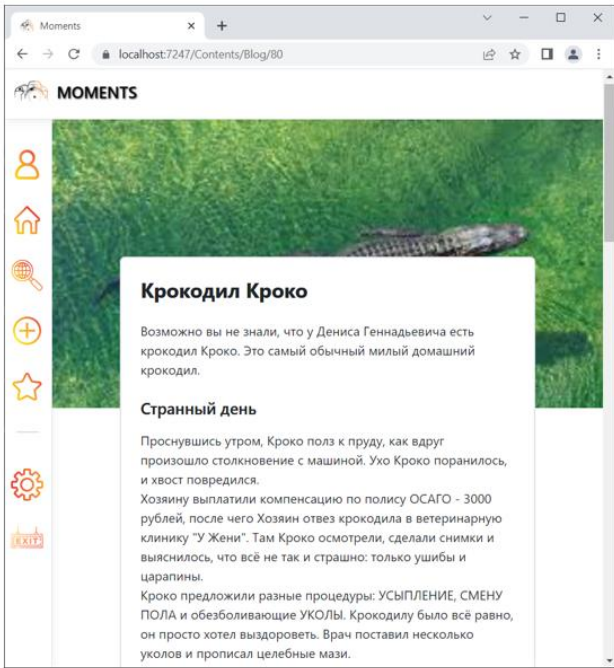 Moments
localhost:7247/Contents/Blog/80
MOMENTS
Крокодил Кроко
Возможно вы не знали, что у Дениса Геннадьевича есть
крокодил Кроко. Это самый обычный милый домашний
крокодил.
Странный день
Проснувшись утром, Кроко полз к пруду, как вдруг
произошло столкновение с машиной. Ухо Кроко поранилось,
и хвост повредился.
Хозяину выплатили компенсацию по полису ОСАГО - 3000
рублей, после чего Хозяин отвез крокодила в ветеринарную
клинику "У Жени". Там Кроко осмотрели, сделали снимки и
выяснилось, что всё не так и страшно: только ушибы и
царапины.
Кроко предложили разные процедуры: УСЫПЛЕНИЕ, СМЕНУ
ПОЛА и обезболивающие УКОЛЫ. Крокодилу было всё равно,
он просто хотел выздороветь. Врач поставил несколько
уколов и прописал целебные мази.
EXIT